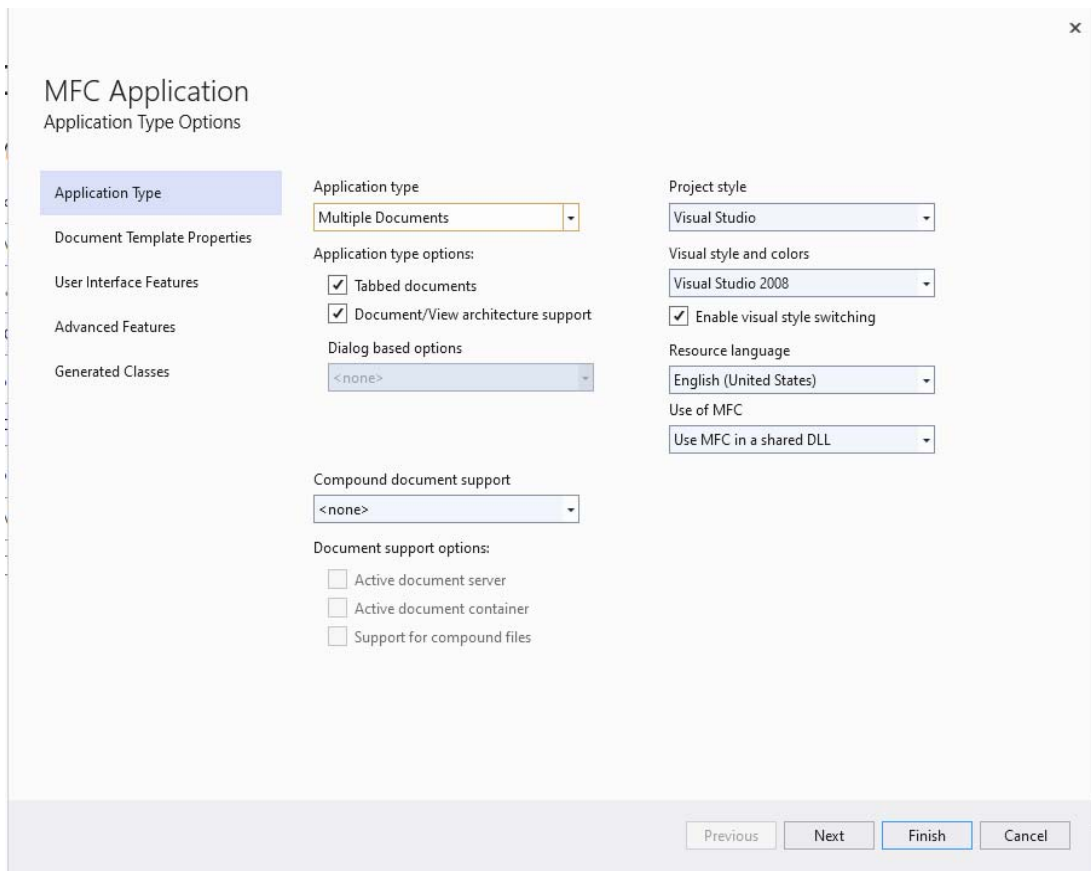 MFC Application
Application Type Options
Application Type
Document Template Properties
User Interface Features
Advanced Features
Generated Classes
Application type
Multiple Documents
Application type options:
Tabbed documents
Document/View architecture support
Dialog based options
<none>
Compound document support
<none>
Document support options:
Active document server
Active document container
Support for compound files
Project style
Visual Studio
Visual style and colors
Visual Studio 2008
Enable visual style switching
Resource language
English (United States)
Use of MFC
Use MFC in a shared DLL
Previous
Next
Finish
Cancel